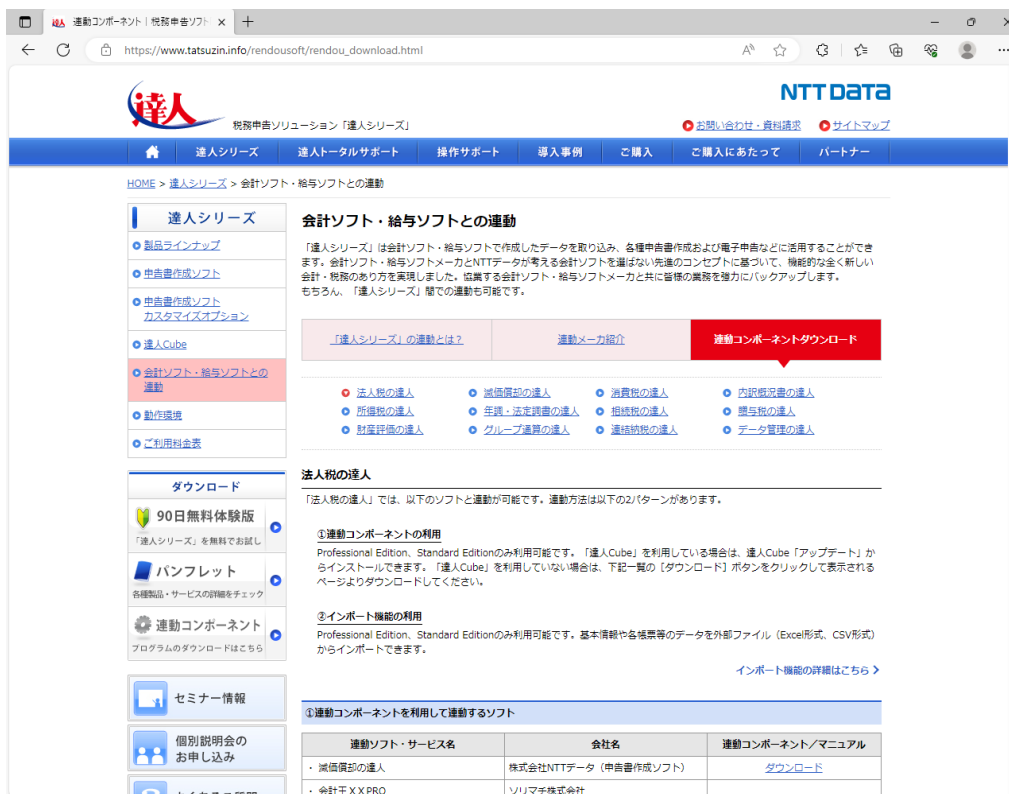 達人 連動コンポーネント | 税務申告ソフト
https://www.tatsuzin.info/rendousoft/rendou_download.html
達人
税務申告ソリューション「達人シリーズ」
NTT DATA
お問い合わせ・資料請求 サイトマップ
達人シリーズ 達人トータルサポート 操作サポート 導入事例 ご購入 ご購入にあたって パートナー
HOME > 達人シリーズ > 会計ソフト・給与ソフトとの連動
達人シリーズ
製品ラインナップ
申告書作成ソフト
申告書作成ソフト
カスタマイズオプション
達人Cube
会計ソフト・給与ソフトとの
連動
動作環境
ご利用料金表
ダウンロード
90日無料体験版
「達人シリーズ」を無料でお試し
パンフレット
各種製品・サービスの詳細をチェック
連動コンポーネント
プログラムのダウンロードはこちら
セミナー情報
個別説明会の
お申し込み
会計ソフト・給与ソフトとの連動
「達人シリーズ」は会計ソフト・給与ソフトで作成したデータを取り込み、各種申告書作成および電子申告などに活用することができ
ます。会計ソフト・給与ソフトメーカとNTTデータが考える会計ソフトを選ばない先進のコンセプトに基づいて、機能的な全く新しい
会計・税務のあり方を実現しました。協業する会計ソフト・給与ソフトメーカと共に皆様の業務を強力にバックアップします。
もちろん、「達人シリーズ」間での連動も可能です。
「達人シリーズ」の連動とは? 連動メーカ紹介 連動コンポーネントダウンロード
法人税の達人 減価償却の達人 消費税の達人 内訳概況書の達人
所得税の達人 年調・法定調書の達人 相続税の達人 贈与税の達人
財産評価の達人 グループ通算の達人 連結納税の達人 データ管理の達人
法人税の達人
「法人税の達人」では、以下のソフトと連動が可能です。連動方法は以下の2パターンがあります。
①連動コンポーネントの利用
Professional Edition、Standard Editionのみ利用可能です。「達人Cube」を利用している場合は、達人Cube「アップデート」か
らインストールできます。「達人Cube」を利用していない場合は、下記一覧の［ダウンロード］ボタンをクリックして表示される
ページよりダウンロードしてください。
②インポート機能の利用
Professional Edition、Standard Editionのみ利用可能です。基本情報や各帳票等のデータを外部ファイル（Excel形式、CSV形式）
からインポートできます。
インポート機能の詳細はこちら
①連動コンポーネントを利用して連動するソフト
連動ソフト・サービス名 会社名 連動コンポーネント／マニュアル
・ 減価償却の達人 株式会社NTTデータ（申告書作成ソフト） ダウンロード
・ 会計王ＸＸPRO ソリマチ株式会社